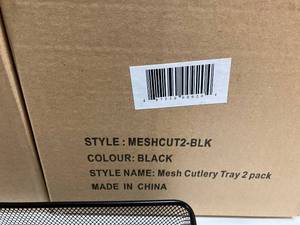 STYLE : MESHCUT2-BLK
COLOUR: BLACK
STYLE NAME: Mesh Cutlery Tray 2 pack
MADE IN CHINA